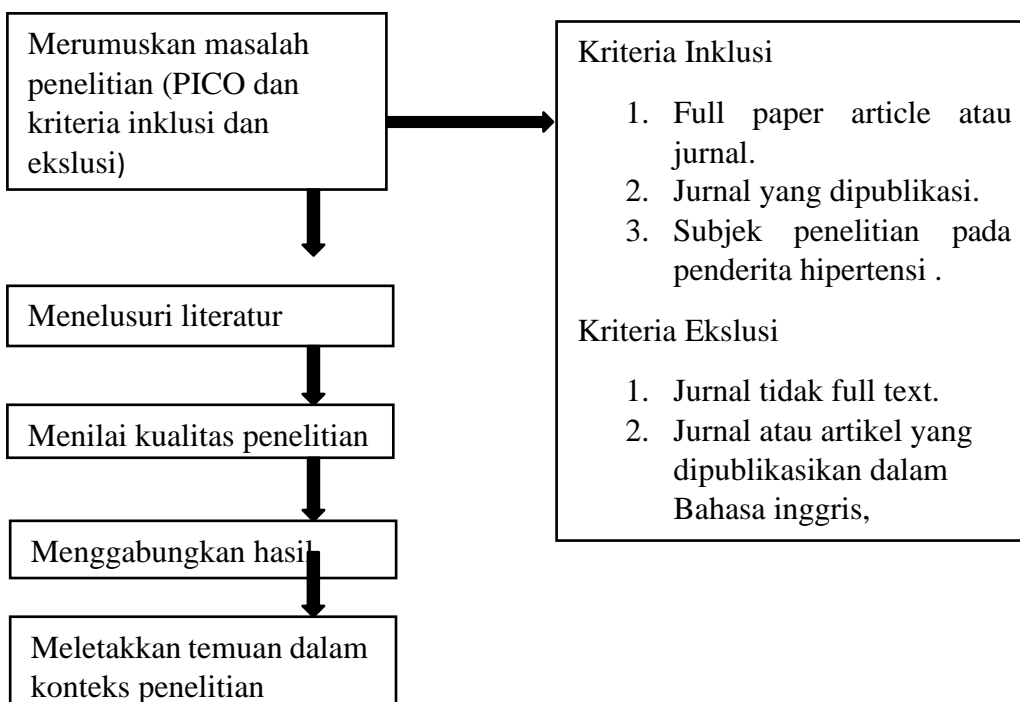 Merumuskan masalah
penelitian (PICO dan
kriteria inklusi dan
ekslusi)
Menelusuri literatur
Menilai kualitas penelitian
Menggabungkan hasil
Meletakkan temuan dalam
konteks penelitian
Kriteria Inklusi
1. Full paper article atau
jurnal.
2. Jurnal yang dipublikasi.
3. Subjek penelitian pada
penderita hipertensi .
Kriteria Ekslusi
1. Jurnal tidak full text.
2. Jurnal atau artikel yang
dipublikasikan dalam
Bahasa inggris,